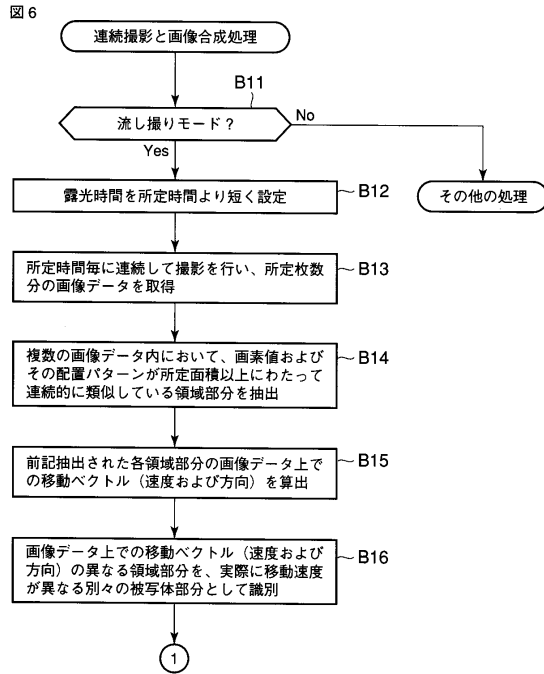 図6
連続撮影と画像合成処理
B11
流し撮りモード?
No
Yes
露光時間を所定時間より短く設定
B12
その他の処理
所定時間毎に連続して撮影を行い、所定枚数
分の画像データを取得
B13
複数の画像データ内において、画素値および
その配置パターンが所定面積以上にわたって
連続的に類似している領域部分を抽出
B14
前記抽出された各領域部分の画像データ上で
の移動ベクトル(速度および方向)を算出
B15
画像データ上での移動ベクトル(速度および
方向)の異なる領域部分を、実際に移動速度
が異なる別々の被写体部分として識別
B16
1